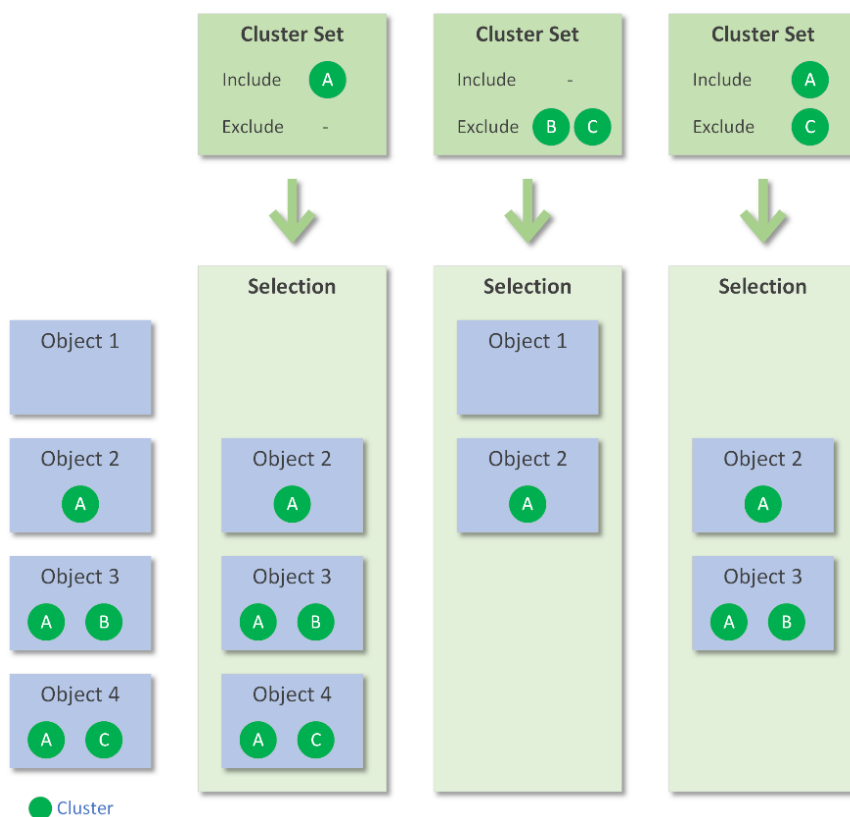 Cluster Set Cluster Set Cluster Set
Include A Include - Include A
Exclude - Exclude B C Exclude C
Selection Selection Selection
Object 1 Object 1
Object 2 Object 2 Object 2 Object 2
A A A A
Object 3 Object 3 Object 3
A B A B A B
Object 4 Object 4
A C A C
Cluster